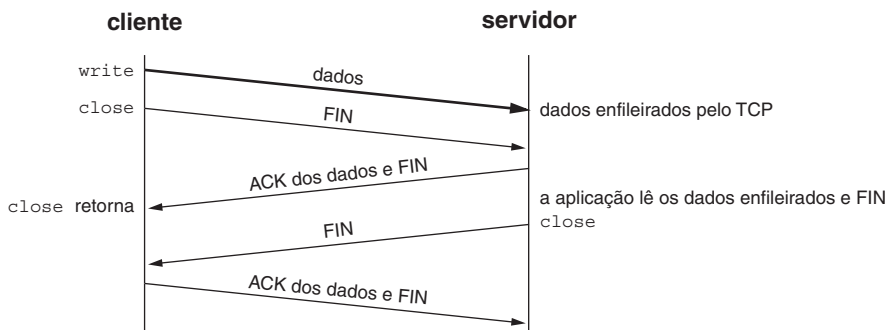 cliente
servidor
write
dados
dados enfileirados pelo TCP
close
FIN
ACK dos dados e FIN
a aplicação lê os dados enfileirados e FIN
close retorna
close
FIN
ACK dos dados e FIN